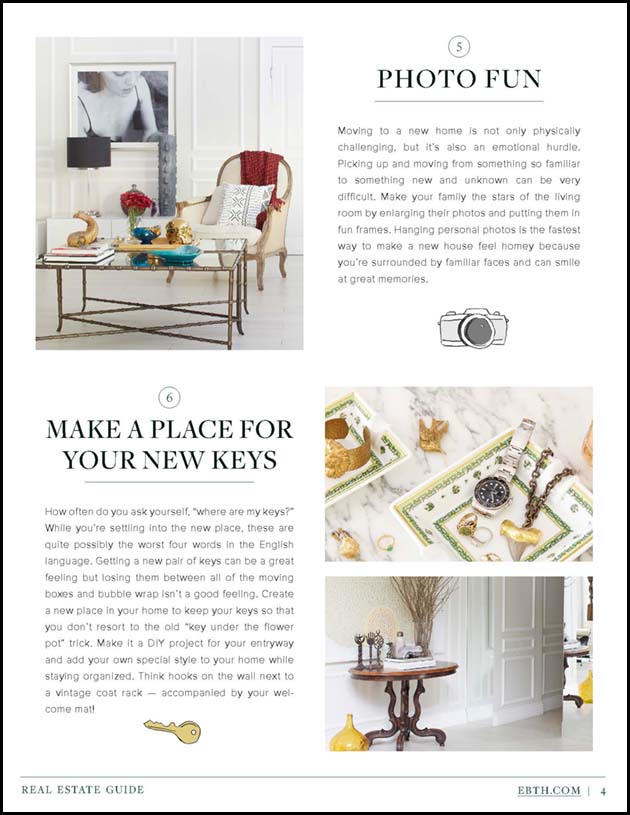 5
PHOTO FUN
Moving to a new home is not only physically
challenging, but it's also an emotional hurdle.
Picking up and moving from something so familiar
to something new and unknown can be very
difficult. Make your family the stars of the living
room by enlarging their photos and putting them in
fun frames. Hanging personal photos is the fastest
way to make a new house feel homey because
you're surrounded by familiar faces and can smile
at great memories.
6
MAKE A PLACE FOR
YOUR NEW KEYS
How often do you ask yourself, "where are my keys?"
While you're settling into the new place, these are
quite possibly the worst four words in the English
language. Getting a new pair of keys can be a great
feeling but losing them between all of the moving
boxes and bubble wrap isn't a good feeling. Create
a new place in your home to keep your keys so that
you don't resort to the old "key under the flower
pot" trick. Make it a DIY project for your entryway
and add your own special style to your home while
staying organized. Think hooks on the wall next to
a vintage coat rack — accompanied by your wel-
come mat!
REAL ESTATE GUIDE
EBTH.COM | 4